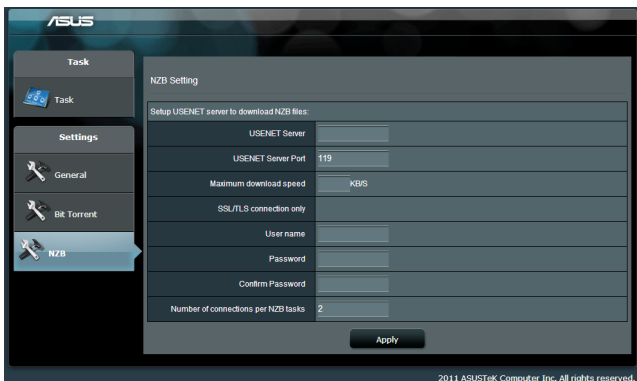 ASUS
Task
Task
Settings
General
Bit Torrent
NZB
NZB Setting
Setup USENET server to download NZB files:
USENET Server
USENET Server Port 119
Maximum download speed KB/S
SSL/TLS connection only
User name
Password
Confirm Password
Number of connections per NZB tasks 2
Apply
2011 ASUSTeK Computer Inc. All rights reserved.